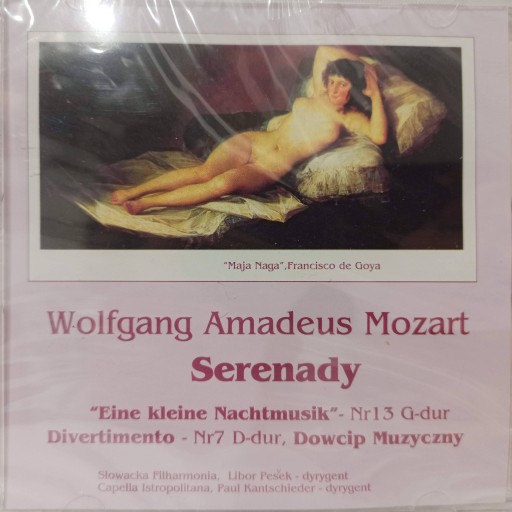 "Maja Naga",Francisco de Goya
Wolfgang Amadeus Mozart
Serenady
"Eine kleine Nachtmusik"- Nr13 G-dur
Divertimento - Nr7 D-dur, Dowcip Muzyczny
Słowacka Filharmonia, Libor Pešek - dyrygent
Capella Istropolitana, Paul Kantschieder - dyrygent